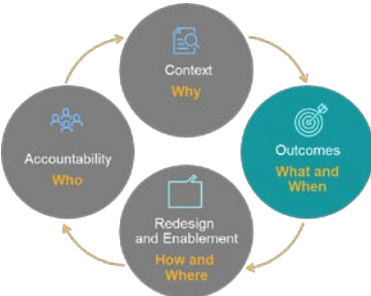 Context
Why
Outcomes
What and
When
Redesign
and Enablement
How and
Where
Accountability
Who